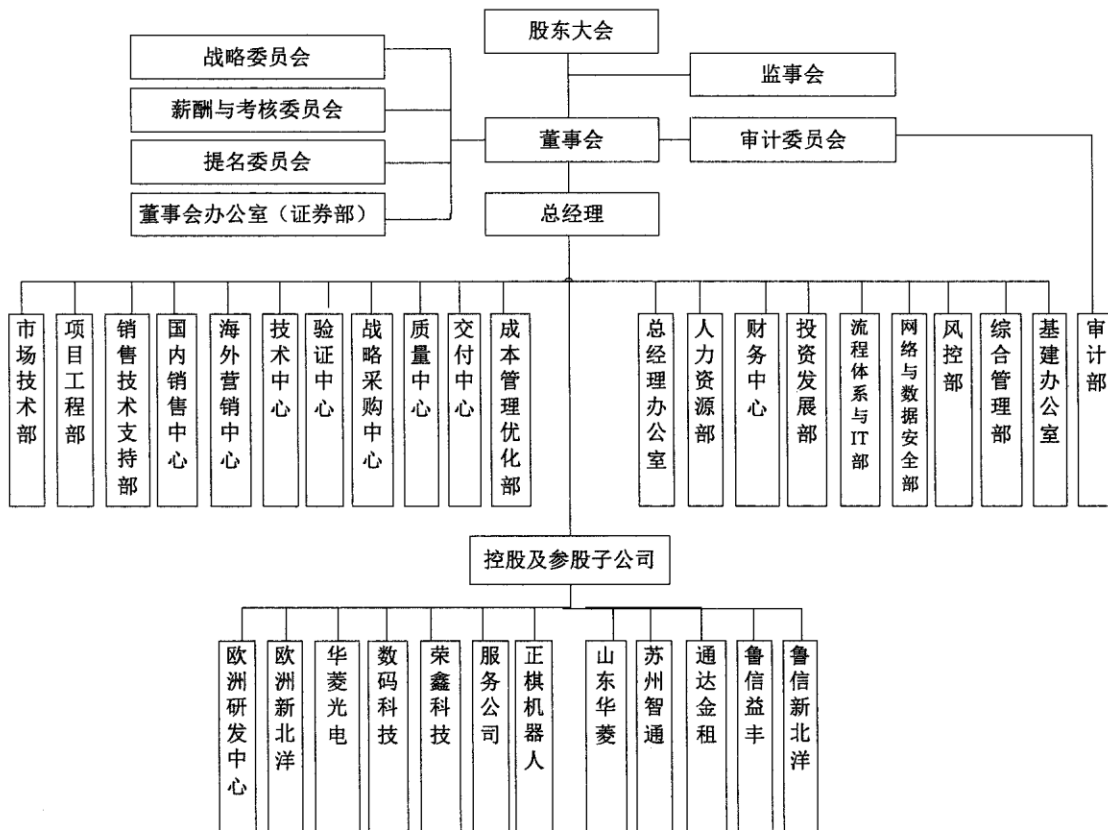 股东大会
战略委员会
监事会
薪酬与考核委员会
董事会
审计委员会
提名委员会
董事会办公室（证券部）
总经理
市场技术部
项目工程部
销售技术支持部
国内销售中心
海外营销中心
技术中心
验证中心
战略采购中心
质量中心
交付中心
成本管理优化部
总经理办公室
人力资源部
财务中心
投资发展部
流程体系与IT部
网络与数据安全部
风控部
综合管理部
基建办公室
审计部
控股及参股子公司
欧洲研发中心
欧洲新北洋
华菱光电
数码科技
荣鑫科技
服务公司
正棋机器人
山东华菱
苏州智通
通达金租
鲁信益丰
鲁信新北洋